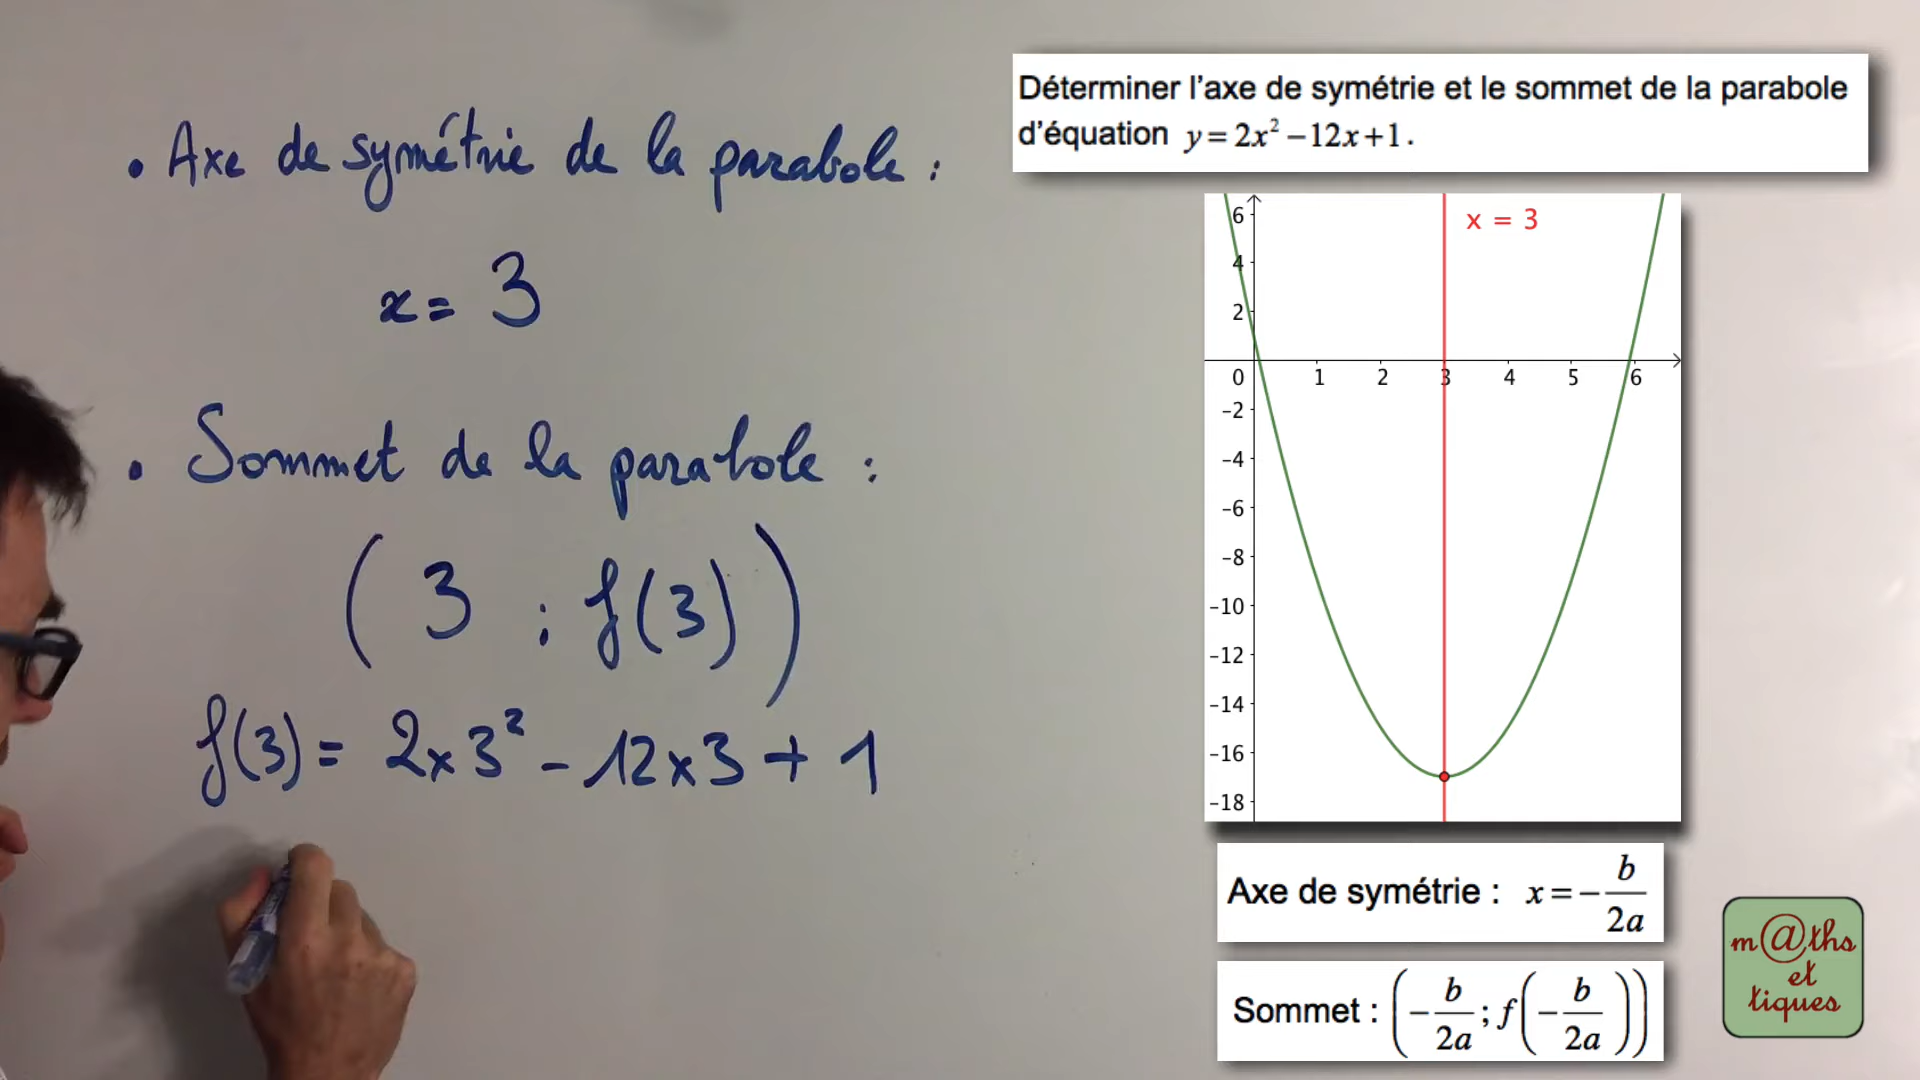 • Axe de symétrie de la parabole :
x = 3
• Sommet de la parabole :
( 3 ; f(3) )
f(3) = 2 x 3² - 12 x 3 + 1
Déterminer l'axe de symétrie et le sommet de la parabole
d'équation y = 2x² − 12x + 1.
x = 3
6
4
2
0 1 2 3 4 5 6
−2
−4
−6
−8
−10
−12
−14
−16
−18
Axe de symétrie : x = − b/2a
Sommet : (− b/2a ; f(− b/2a))
m@ths
et
tiques